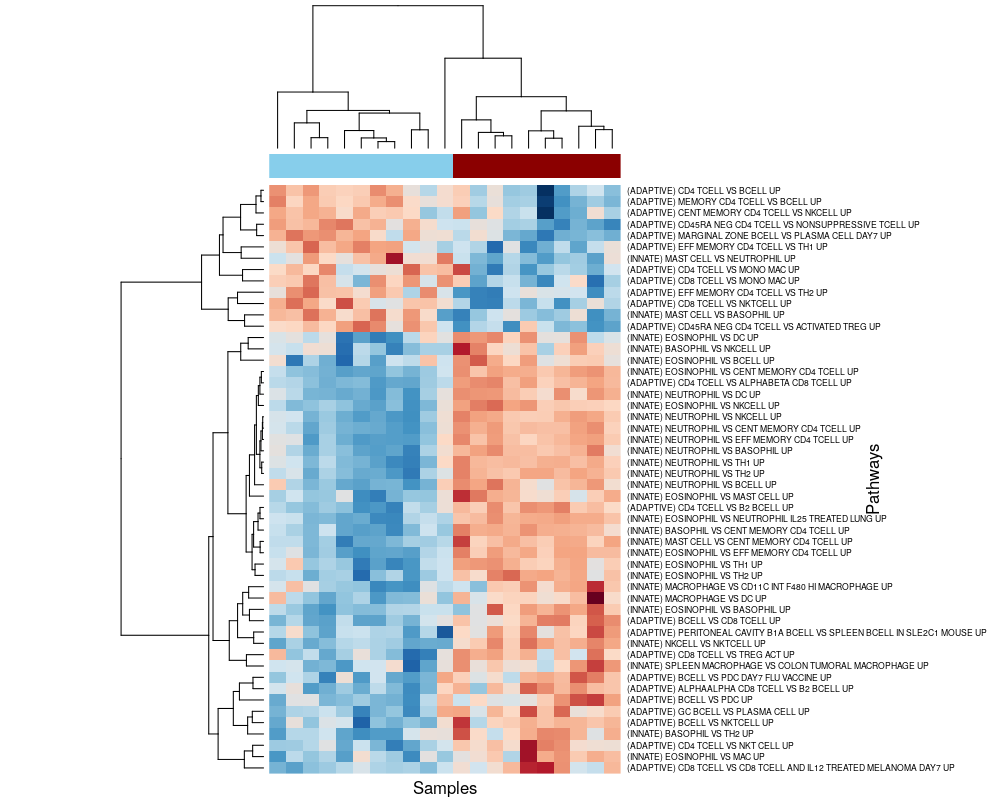 (ADAPTIVE) CD4 TCELL VS BCELL UP
(ADAPTIVE) MEMORY CD4 TCELL VS BCELL UP
(ADAPTIVE) CENT MEMORY CD4 TCELL VS NKCELL UP
(ADAPTIVE) CD45RA NEG CD4 TCELL VS NONSUPPRESSIVE TCELL UP
(ADAPTIVE) MARGINAL ZONE BCELL VS PLASMA CELL DAY7 UP
(ADAPTIVE) EFF MEMORY CD4 TCELL VS TH1 UP
(INNATE) MAST CELL VS NEUTROPHIL UP
(ADAPTIVE) CD4 TCELL VS MONO MAC UP
(ADAPTIVE) CD8 TCELL VS MONO MAC UP
(ADAPTIVE) EFF MEMORY CD4 TCELL VS TH2 UP
(ADAPTIVE) CD8 TCELL VS NKTCELL UP
(INNATE) MAST CELL VS BASOPHIL UP
(ADAPTIVE) CD45RA NEG CD4 TCELL VS ACTIVATED TREG UP
(INNATE) EOSINOPHIL VS DC UP
(INNATE) BASOPHIL VS NKCELL UP
(INNATE) EOSINOPHIL VS BCELL UP
(INNATE) EOSINOPHIL VS CENT MEMORY CD4 TCELL UP
(ADAPTIVE) CD4 TCELL VS ALPHABETA CD8 TCELL UP
(INNATE) NEUTROPHIL VS DC UP
(INNATE) EOSINOPHIL VS NKCELL UP
(INNATE) NEUTROPHIL VS NKCELL UP
(INNATE) NEUTROPHIL VS CENT MEMORY CD4 TCELL UP
(INNATE) NEUTROPHIL VS EFF MEMORY CD4 TCELL UP
(INNATE) NEUTROPHIL VS BASOPHIL UP
(INNATE) NEUTROPHIL VS TH1 UP
(INNATE) NEUTROPHIL VS TH2 UP
(INNATE) NEUTROPHIL VS BCELL UP
(INNATE) EOSINOPHIL VS MAST CELL UP
(ADAPTIVE) CD4 TCELL VS B2 BCELL UP
(INNATE) EOSINOPHIL VS NEUTROPHIL IL25 TREATED LUNG UP
(INNATE) BASOPHIL VS CENT MEMORY CD4 TCELL UP
(INNATE) MAST CELL VS CENT MEMORY CD4 TCELL UP
(INNATE) EOSINOPHIL VS EFF MEMORY CD4 TCELL UP
(INNATE) EOSINOPHIL VS TH1 UP
(INNATE) EOSINOPHIL VS TH2 UP
(INNATE) MACROPHAGE VS CD11C INT F480 HI MACROPHAGE UP
(INNATE) MACROPHAGE VS DC UP
(INNATE) EOSINOPHIL VS BASOPHIL UP
(ADAPTIVE) BCELL VS CD8 TCELL UP
(ADAPTIVE) PERITONEAL CAVITY B1A BCELL VS SPLEEN BCELL IN SLE2C1 MOUSE UP
(INNATE) NKCELL VS NKTCELL UP
(ADAPTIVE) CD8 TCELL VS TREG ACT UP
(INNATE) SPLEEN MACROPHAGE VS COLON TUMORAL MACROPHAGE UP
(ADAPTIVE) BCELL VS PDC DAY7 FLU VACCINE UP
(ADAPTIVE) ALPHAALPHA CD8 TCELL VS B2 BCELL UP
(ADAPTIVE) BCELL VS PDC UP
(ADAPTIVE) GC BCELL VS PLASMA CELL UP
(ADAPTIVE) BCELL VS NKTCELL UP
(INNATE) BASOPHIL VS TH2 UP
(ADAPTIVE) CD4 TCELL VS NKT CELL UP
(INNATE) EOSINOPHIL VS MAC UP
(ADAPTIVE) CD8 TCELL VS CD8 TCELL AND IL12 TREATED MELANOMA DAY7 UP
Pathways
Samples